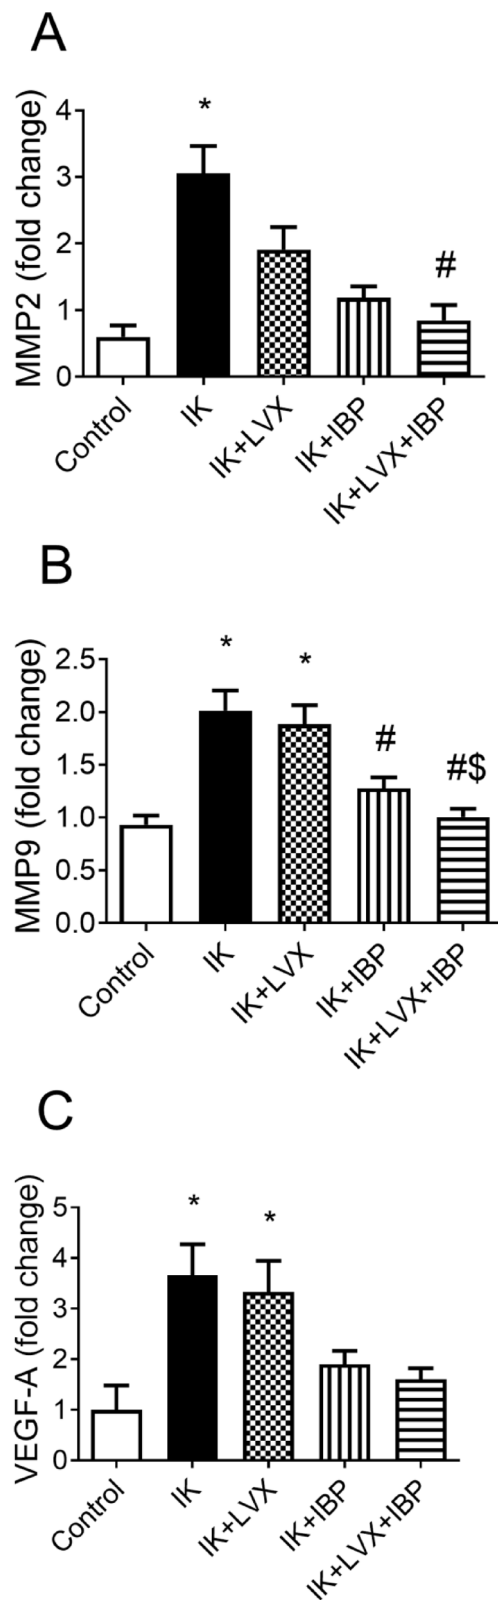 A
MMP2 (fold change)
4
3
2
1
0
*
#
Control
IK
IK+LVX
IK+IBP
IK+LVX+IBP
B
MMP9 (fold change)
2.5
2.0
1.5
1.0
0.5
0.0
*
*
#
#$
Control
IK
IK+LVX
IK+IBP
IK+LVX+IBP
C
VEGF-A (fold change)
5
4
3
2
1
0
*
*
Control
IK
IK+LVX
IK+IBP
IK+LVX+IBP